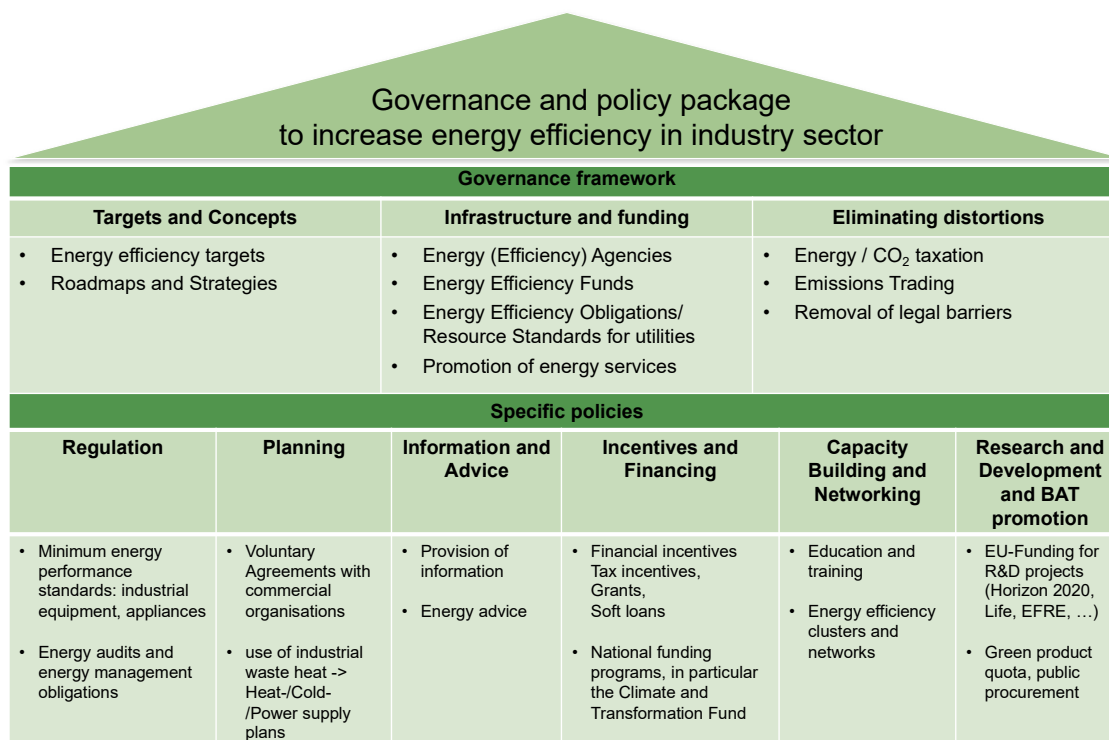 Governance and policy package
to increase energy efficiency in industry sector
Governance framework
Targets and Concepts
• Energy efficiency targets
• Roadmaps and Strategies
Infrastructure and funding
• Energy (Efficiency) Agencies
• Energy Efficiency Funds
• Energy Efficiency Obligations/
Resource Standards for utilities
• Promotion of energy services
Eliminating distortions
• Energy / CO₂ taxation
• Emissions Trading
• Removal of legal barriers
Specific policies
Regulation
• Minimum energy
performance
standards: industrial
equipment, appliances
• Energy audits and
energy management
obligations
Planning
• Voluntary
Agreements with
commercial
organisations
• use of industrial
waste heat ->
Heat-/Cold-
/Power supply
plans
Information and
Advice
• Provision of
information
• Energy advice
Incentives and
Financing
• Financial incentives
Tax incentives,
Grants,
Soft loans
• National funding
programs, in particular
the Climate and
Transformation Fund
Capacity
Building and
Networking
• Education and
training
• Energy efficiency
clusters and
networks
Research and
Development
and BAT
promotion
• EU-Funding for
R&D projects
(Horizon 2020,
Life, EFRE, …)
• Green product
quota, public
procurement